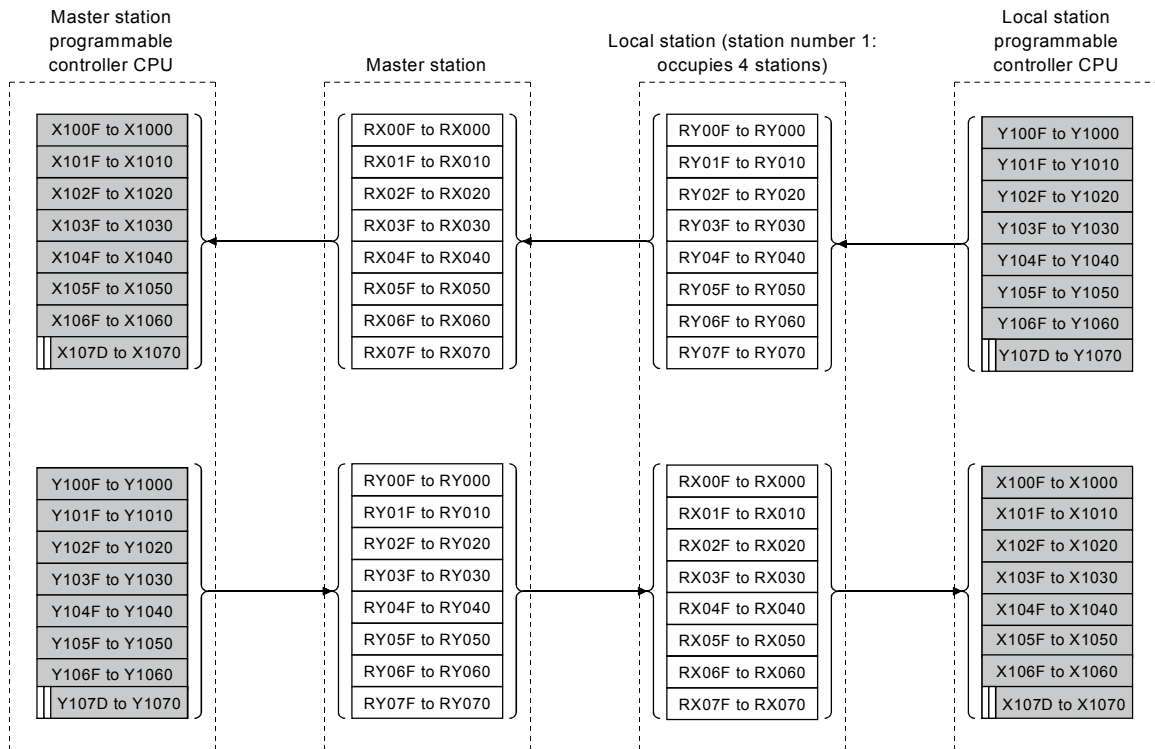 Master station
programmable
controller CPU
Master station
Local station (station number 1:
occupies 4 stations)
Local station
programmable
controller CPU
X100F to X1000
X101F to X1010
X102F to X1020
X103F to X1030
X104F to X1040
X105F to X1050
X106F to X1060
X107D to X1070
RX00F to RX000
RX01F to RX010
RX02F to RX020
RX03F to RX030
RX04F to RX040
RX05F to RX050
RX06F to RX060
RX07F to RX070
RY00F to RY000
RY01F to RY010
RY02F to RY020
RY03F to RY030
RY04F to RY040
RY05F to RY050
RY06F to RY060
RY07F to RY070
Y100F to Y1000
Y101F to Y1010
Y102F to Y1020
Y103F to Y1030
Y104F to Y1040
Y105F to Y1050
Y106F to Y1060
Y107D to Y1070
Y100F to Y1000
Y101F to Y1010
Y102F to Y1020
Y103F to Y1030
Y104F to Y1040
Y105F to Y1050
Y106F to Y1060
Y107D to Y1070
RY00F to RY000
RY01F to RY010
RY02F to RY020
RY03F to RY030
RY04F to RY040
RY05F to RY050
RY06F to RY060
RY07F to RY070
RX00F to RX000
RX01F to RX010
RX02F to RX020
RX03F to RX030
RX04F to RX040
RX05F to RX050
RX06F to RX060
RX07F to RX070
X100F to X1000
X101F to X1010
X102F to X1020
X103F to X1030
X104F to X1040
X105F to X1050
X106F to X1060
X107D to X1070